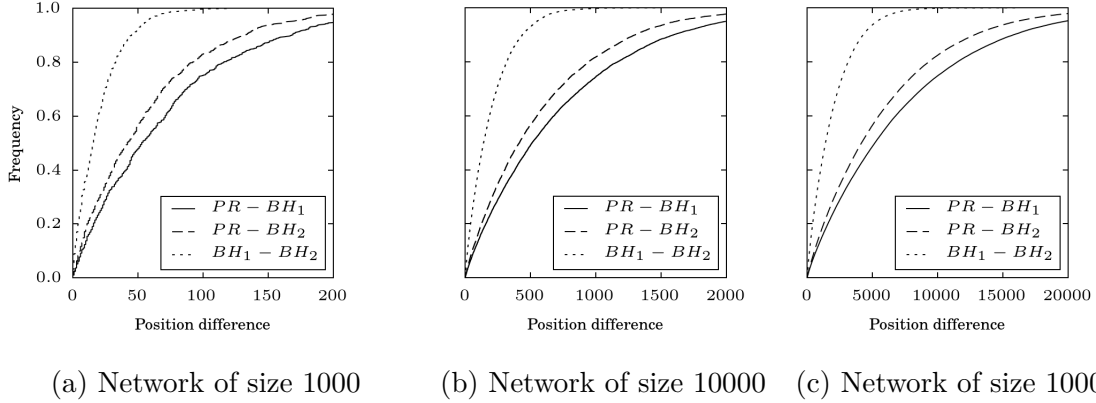 1.0
0.8
0.6
0.4
0.2
0.0
Frequency
PR − BH₁
PR − BH₂
BH₁ − BH₂
0 50 100 150 200
Position difference
(a) Network of size 1000
PR − BH₁
PR − BH₂
BH₁ − BH₂
0 500 1000 1500 2000
Position difference
(b) Network of size 10000
PR − BH₁
PR − BH₂
BH₁ − BH₂
0 5000 10000 15000 20000
Position difference
(c) Network of size 1000